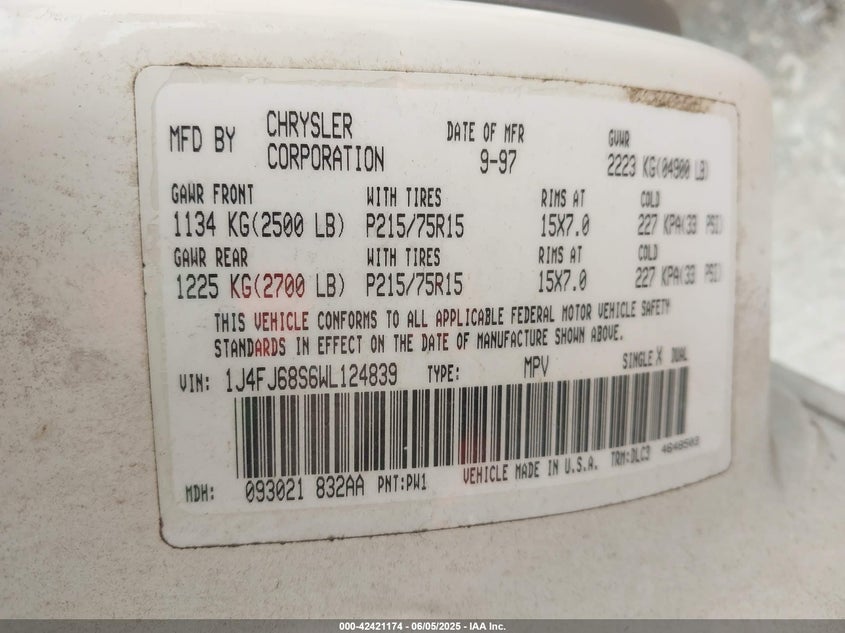 MFD BY CHRYSLER CORPORATION DATE OF MFR 9-97 GVWR 2223 KG(04900 LB)
GAWR FRONT WITH TIRES RIMS AT COLD
1134 KG(2500 LB) P215/75R15 15X7.0 227 KPA(33 PSI)
GAWR REAR WITH TIRES RIMS AT COLD
1225 KG(2700 LB) P215/75R15 15X7.0 227 KPA(33 PSI)
THIS VEHICLE CONFORMS TO ALL APPLICABLE FEDERAL MOTOR VEHICLE SAFETY
STANDARDS IN EFFECT ON THE DATE OF MANUFACTURE SHOWN ABOVE.
VIN: 1J4FJ68S6WL124839 TYPE: MPV SINGLE X DUAL
MDH: 093021 832AA PNT:PW1 VEHICLE MADE IN U.S.A. TRM:DLC3 4648503
000-42421174 - 06/05/2025 - IAA Inc.